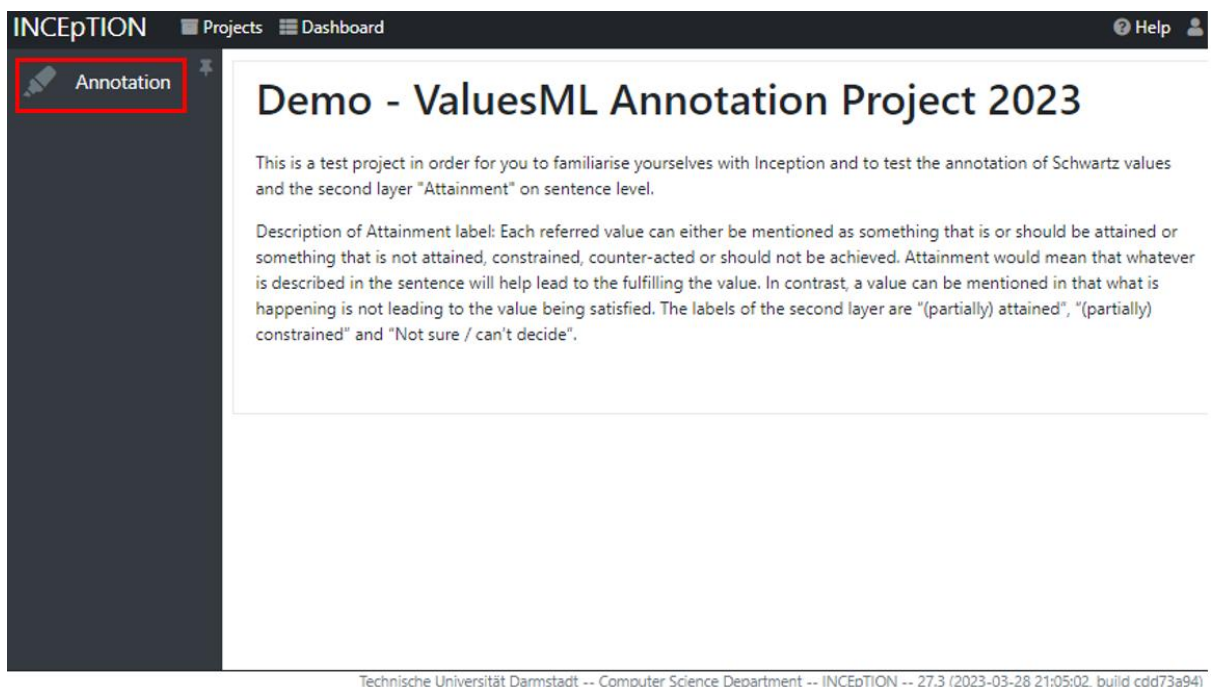 INCEpTION Projects Dashboard Help
Annotation
Demo - ValuesML Annotation Project 2023
This is a test project in order for you to familiarise yourselves with Inception and to test the annotation of Schwartz values
and the second layer "Attainment" on sentence level.
Description of Attainment label: Each referred value can either be mentioned as something that is or should be attained or
something that is not attained, constrained, counter-acted or should not be achieved. Attainment would mean that whatever
is described in the sentence will help lead to the fulfilling the value. In contrast, a value can be mentioned in that what is
happening is not leading to the value being satisfied. The labels of the second layer are “(partially) attained”, “(partially)
constrained” and “Not sure / can’t decide”.
Technische Universität Darmstadt -- Computer Science Department -- INCEpTION -- 27.3 (2023-03-28 21:05:02, build cdd73a94)